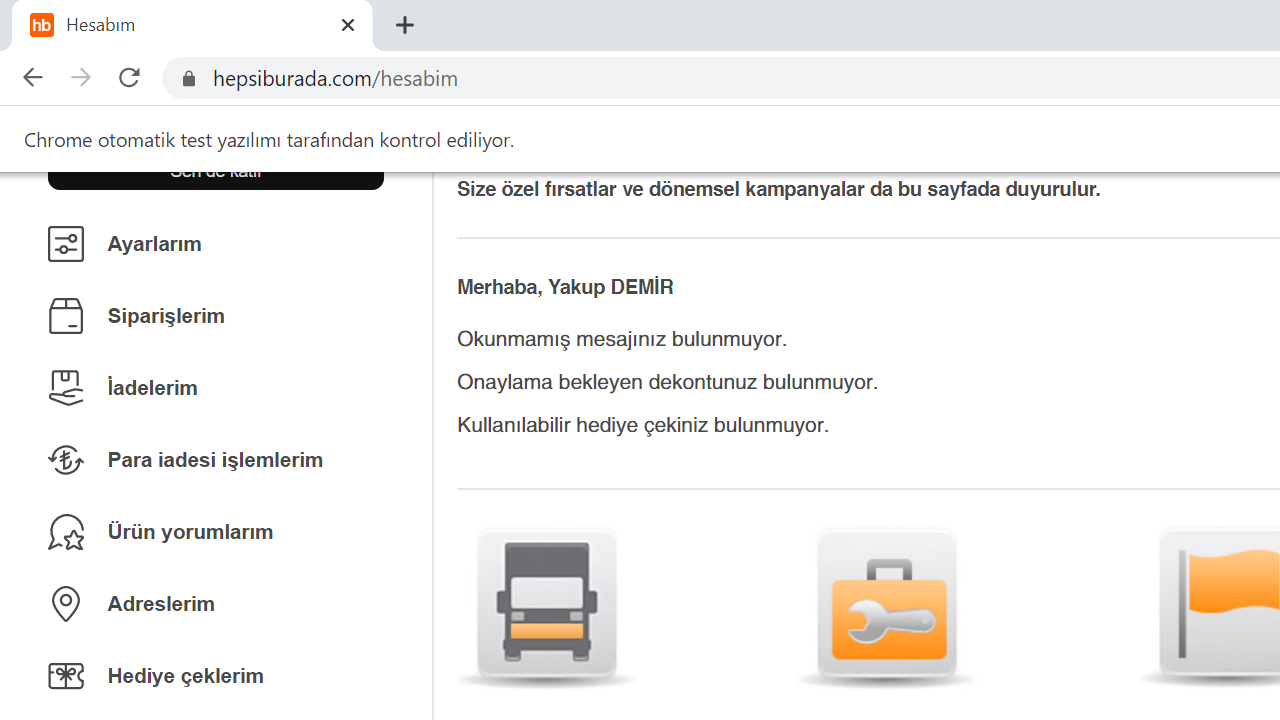 hb Hesabım
hepsiburada.com/hesabim
Chrome otomatik test yazılımı tarafından kontrol ediliyor.
Sen de katıl
Size özel fırsatlar ve dönemsel kampanyalar da bu sayfada duyurulur.
Ayarlarım
Siparişlerim
İadelerim
Para iadesi işlemlerim
Ürün yorumlarım
Adreslerim
Hediye çeklerim
Merhaba, Yakup DEMİR
Okunmamış mesajınız bulunmuyor.
Onaylama bekleyen dekontunuz bulunmuyor.
Kullanılabilir hediye çekiniz bulunmuyor.